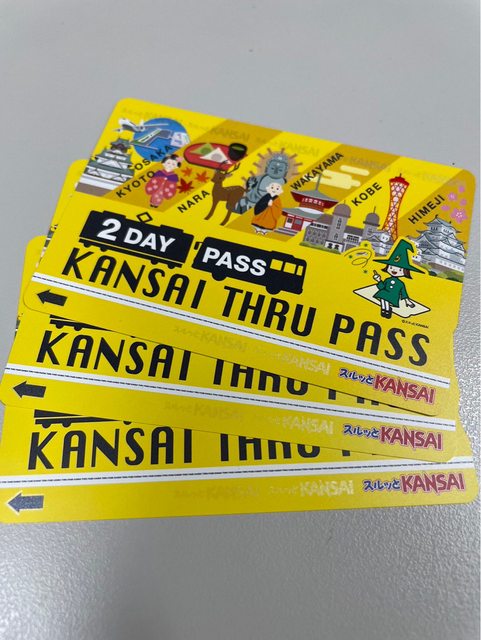 OSAKA
KYOTO
NARA
WAKAYAMA
KOBE
HIMEJI
2 DAY PASS
KANSAI THRU PASS
スルッとKANSAI
KANSAI THRU PA
スルッとKANSAI
KANSAI THRU P
スルッとKANSAI